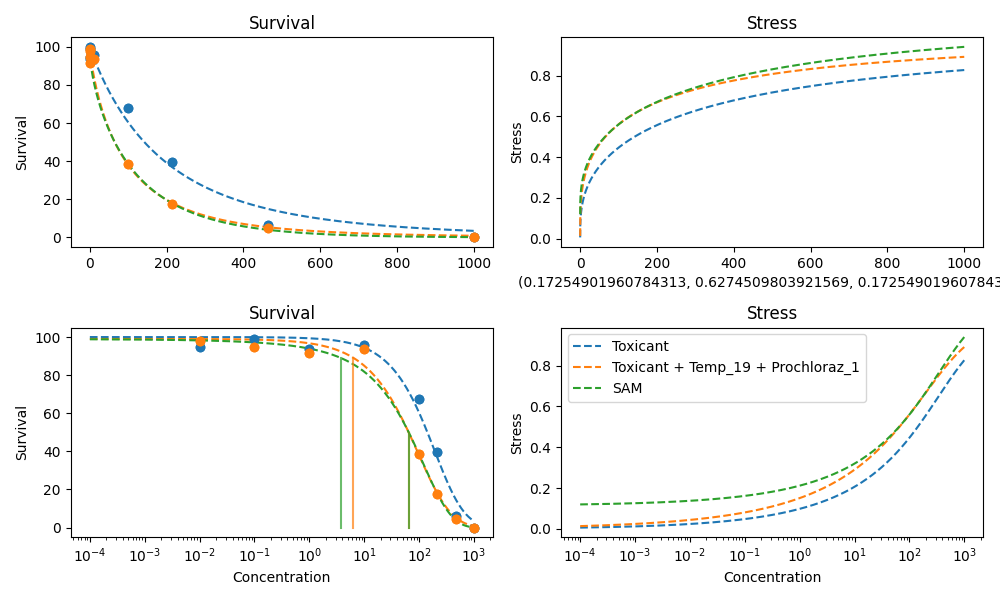 Survival
Stress
Survival
100
80
60
40
20
0
0 200 400 600 800 1000
Stress
0.8
0.6
0.4
0.2
0.0
0 200 400 600 800 1000
(0.17254901960784313, 0.6274509803921569, 0.172549019607843
Survival
Stress
Survival
100
80
60
40
20
0
10⁻⁴ 10⁻³ 10⁻² 10⁻¹ 10⁰ 10¹ 10² 10³
Concentration
Stress
0.8
0.6
0.4
0.2
0.0
Toxicant
Toxicant + Temp_19 + Prochloraz_1
SAM
10⁻⁴ 10⁻³ 10⁻² 10⁻¹ 10⁰ 10¹ 10² 10³
Concentration